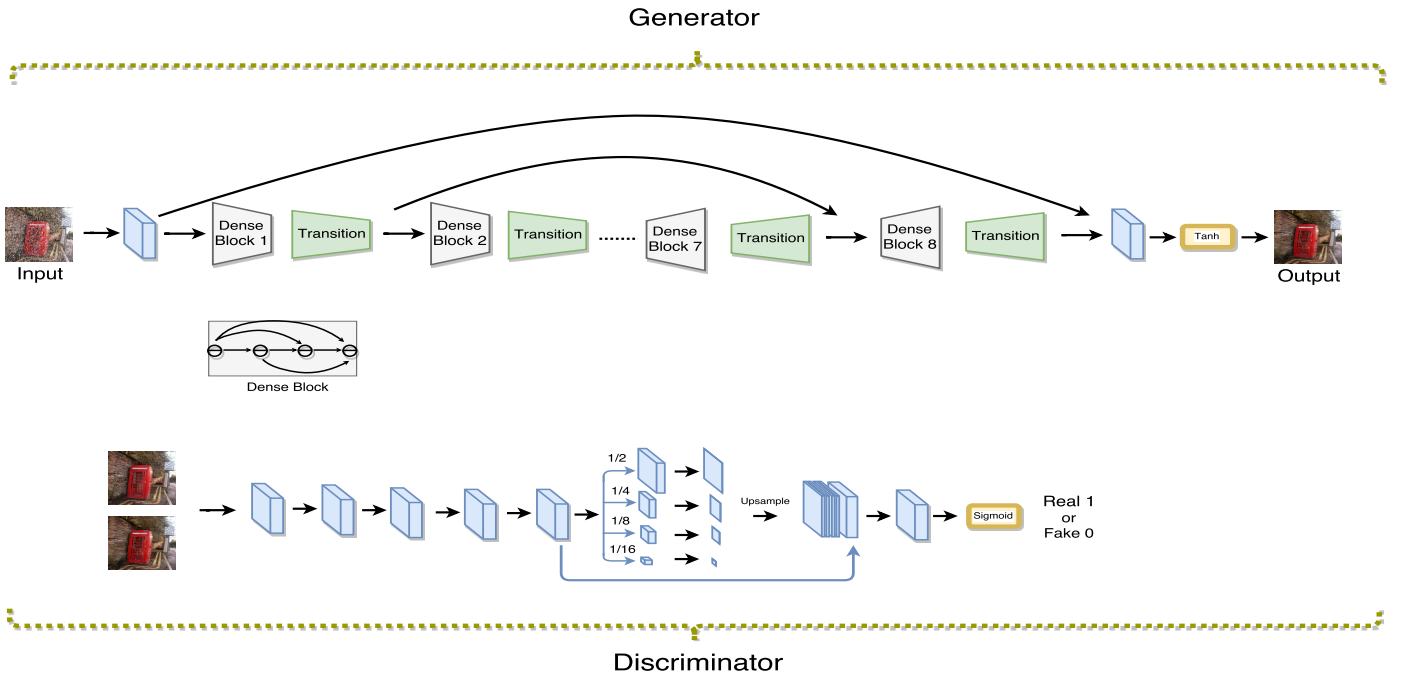 Generator
Input
Dense
Block 1
Transition
Dense
Block 2
Transition
Dense
Block 7
Transition
Dense
Block 8
Transition
Tanh
Output
Dense Block
1/2
1/4
1/8
1/16
Upsample
Sigmoid
Real 1
or
Fake 0
Discriminator